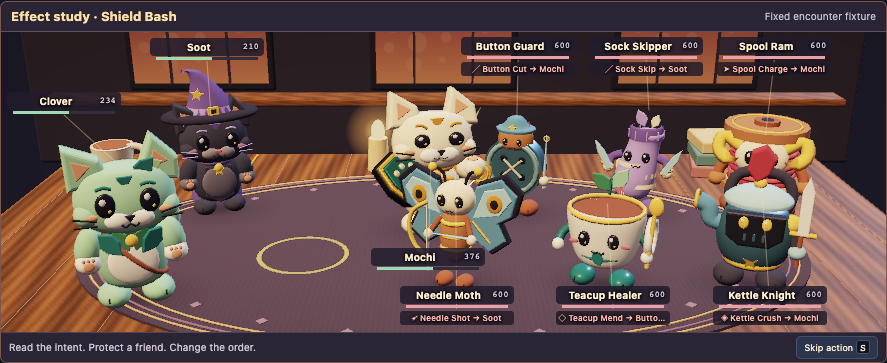 Effect study · Shield Bash
Fixed encounter fixture
Soot 210
Button Guard 600
⟋ Button Cut → Mochi
Sock Skipper 600
⟋ Sock Skip → Soot
Spool Ram 600
➤ Spool Charge → Mochi
Clover 234
Mochi 376
Needle Moth 600
➶ Needle Shot → Soot
Teacup Healer 600
◇ Teacup Mend → Butto...
Kettle Knight 600
◈ Kettle Crush → Mochi
Read the intent. Protect a friend. Change the order.
Skip action S